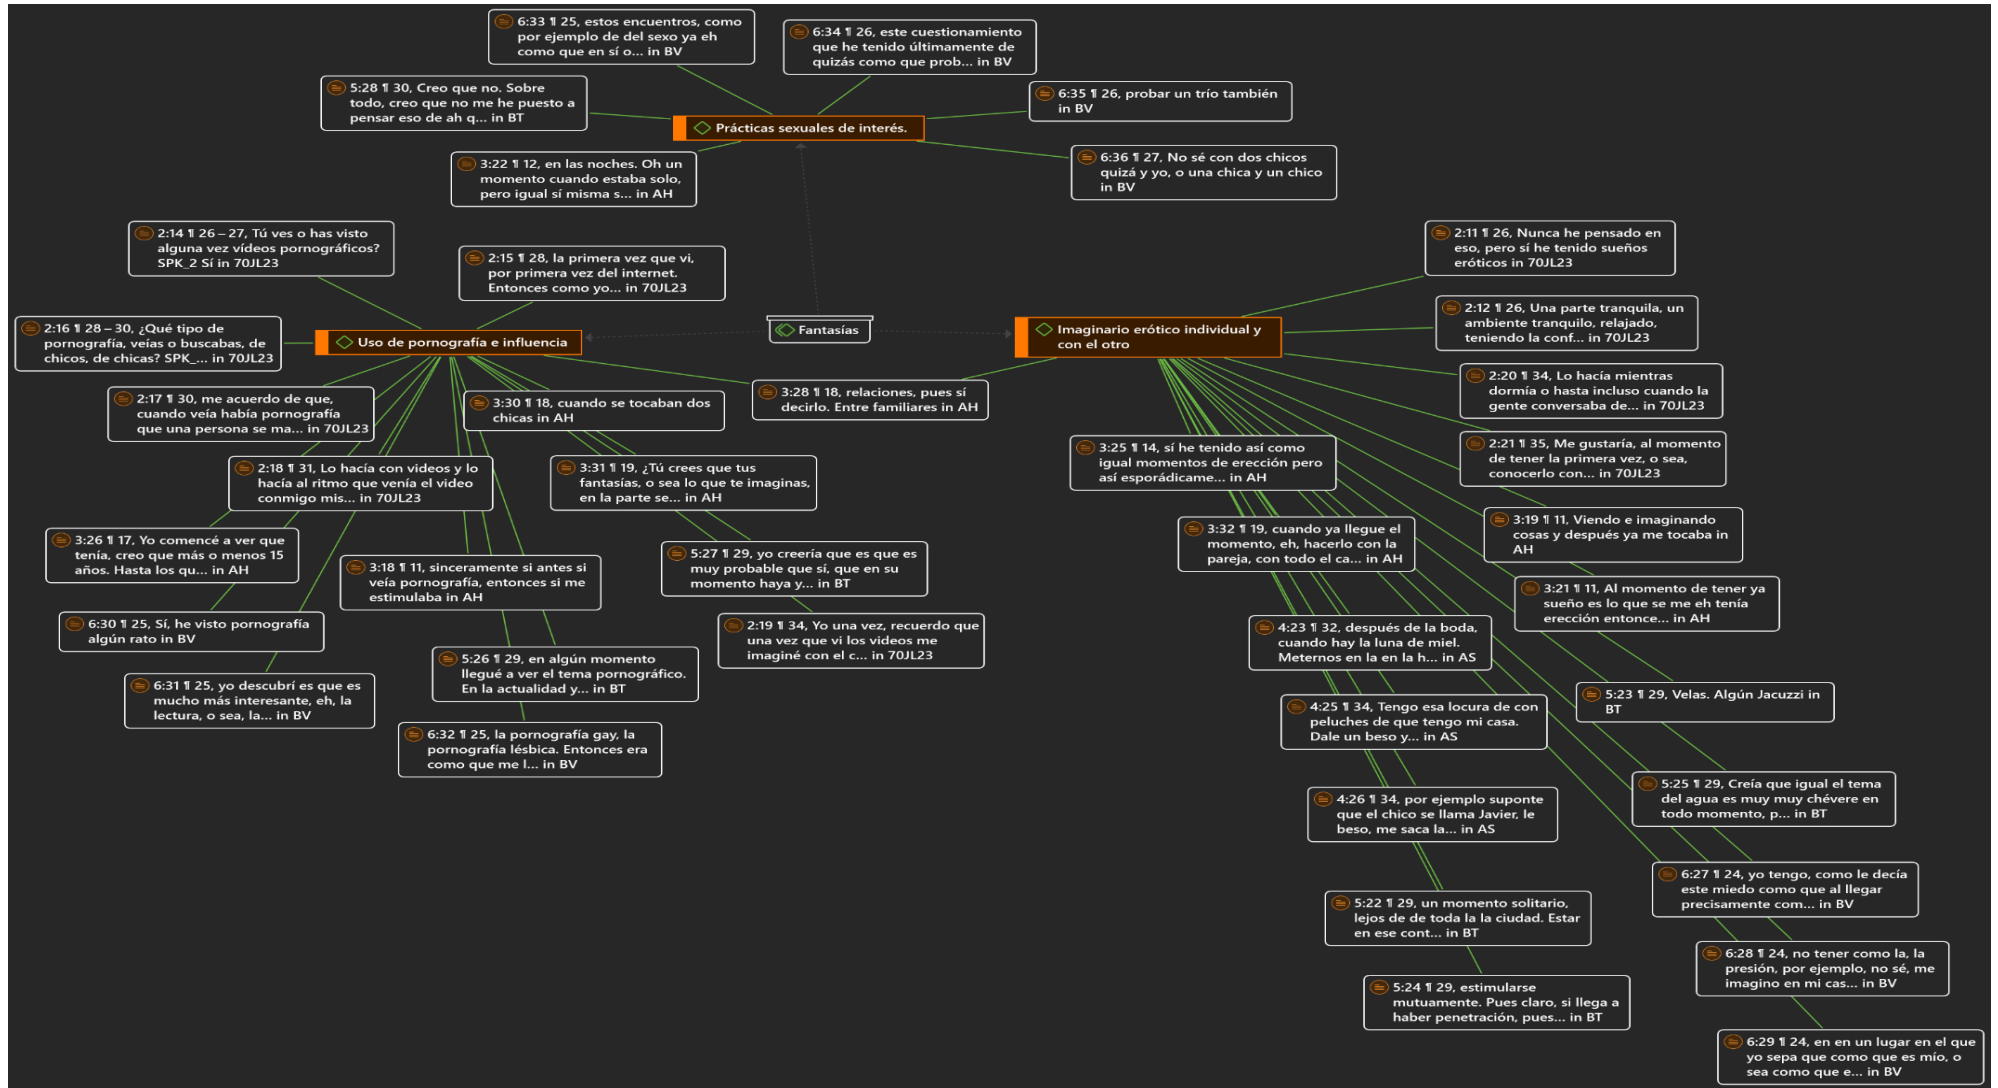 6:33 ¶ 25, estos encuentros, como
por ejemplo de del sexo ya eh
como que en sí o... in BV
6:34 ¶ 26, este cuestionamiento
que he tenido últimamente de
quizás como que prob... in BV
5:28 ¶ 30, Creo que no. Sobre
todo, creo que no me he puesto a
pensar eso de ah q... in BT
6:35 ¶ 26, probar un trío también
in BV
Prácticas sexuales de interés.
3:22 ¶ 12, en las noches. Oh un
momento cuando estaba solo,
pero igual sí misma s... in AH
6:36 ¶ 27, No sé con dos chicos
quizá y yo, o una chica y un chico
in BV
2:14 ¶ 26 – 27, Tú ves o has visto
alguna vez vídeos pornográficos?
SPK_2 Sí in 70JL23
2:15 ¶ 28, la primera vez que vi,
por primera vez del internet.
Entonces como yo... in 70JL23
2:11 ¶ 26, Nunca he pensado en
eso, pero sí he tenido sueños
eróticos in 70JL23
2:16 ¶ 28 – 30, ¿Qué tipo de
pornografía, veías o buscabas, de
chicos, de chicas? SPK_... in 70JL23
Uso de pornografía e influencia
Fantasías
Imaginario erótico individual y
con el otro
2:12 ¶ 26, Una parte tranquila, un
ambiente tranquilo, relajado,
teniendo la conf... in 70JL23
2:17 ¶ 30, me acuerdo de que,
cuando veía había pornografía
que una persona se ma... in 70JL23
3:30 ¶ 18, cuando se tocaban dos
chicas in AH
3:28 ¶ 18, relaciones, pues sí
decirlo. Entre familiares in AH
2:20 ¶ 34, Lo hacía mientras
dormía o hasta incluso cuando la
gente conversaba de... in 70JL23
2:18 ¶ 31, Lo hacía con videos y lo
hacía al ritmo que venía el video
conmigo mis... in 70JL23
3:31 ¶ 19, ¿Tú crees que tus
fantasías, o sea lo que te imaginas,
en la parte se... in AH
3:25 ¶ 14, sí he tenido así como
igual momentos de erección pero
así esporádicame... in AH
2:21 ¶ 35, Me gustaría, al momento
de tener la primera vez, o sea,
conocerlo con... in 70JL23
3:26 ¶ 17, Yo comencé a ver que
tenía, creo que más o menos 15
años. Hasta los qu... in AH
3:18 ¶ 11, sinceramente si antes si
veía pornografía, entonces si me
estimulaba in AH
5:27 ¶ 29, yo creería que es que es
muy probable que sí, que en su
momento haya y... in BT
3:32 ¶ 19, cuando ya llegue el
momento, eh, hacerlo con la
pareja, con todo el ca... in AH
3:19 ¶ 11, Viendo e imaginando
cosas y después ya me tocaba in
AH
3:21 ¶ 11, Al momento de tener ya
sueño es lo que se me eh tenía
erección entonce... in AH
6:30 ¶ 25, Sí, he visto pornografía
algún rato in BV
2:19 ¶ 34, Yo una vez, recuerdo que
una vez que vi los videos me
imaginé con el c... in 70JL23
4:23 ¶ 32, después de la boda,
cuando hay la luna de miel.
Meternos en la en la h... in AS
6:31 ¶ 25, yo descubrí es que es
mucho más interesante, eh, la
lectura, o sea, la... in BV
5:26 ¶ 29, en algún momento
llegué a ver el tema pornográfico.
En la actualidad y... in BT
5:23 ¶ 29, Velas. Algún Jacuzzi in
BT
6:32 ¶ 25, la pornografía gay, la
pornografía lésbica. Entonces era
como que me l... in BV
4:25 ¶ 34, Tengo esa locura de con
peluches de que tengo mi casa.
Dale un beso y... in AS
4:26 ¶ 34, por ejemplo suponte
que el chico se llama Javier, le
beso, me saca la... in AS
5:25 ¶ 29, Creía que igual el tema
del agua es muy muy chévere en
todo momento, p... in BT
5:22 ¶ 29, un momento solitario,
lejos de de toda la la ciudad. Estar
en ese cont... in BT
6:27 ¶ 24, yo tengo, como le decía
este miedo como que al llegar
precisamente com... in BV
6:28 ¶ 24, no tener como la, la
presión, por ejemplo, no sé, me
imagino en mi cas... in BV
5:24 ¶ 29, estimularse
mutuamente. Pues claro, si llega a
haber penetración, pues... in BT
6:29 ¶ 24, en en un lugar en el que
yo sepa que como que es mío, o
sea como que e... in BV